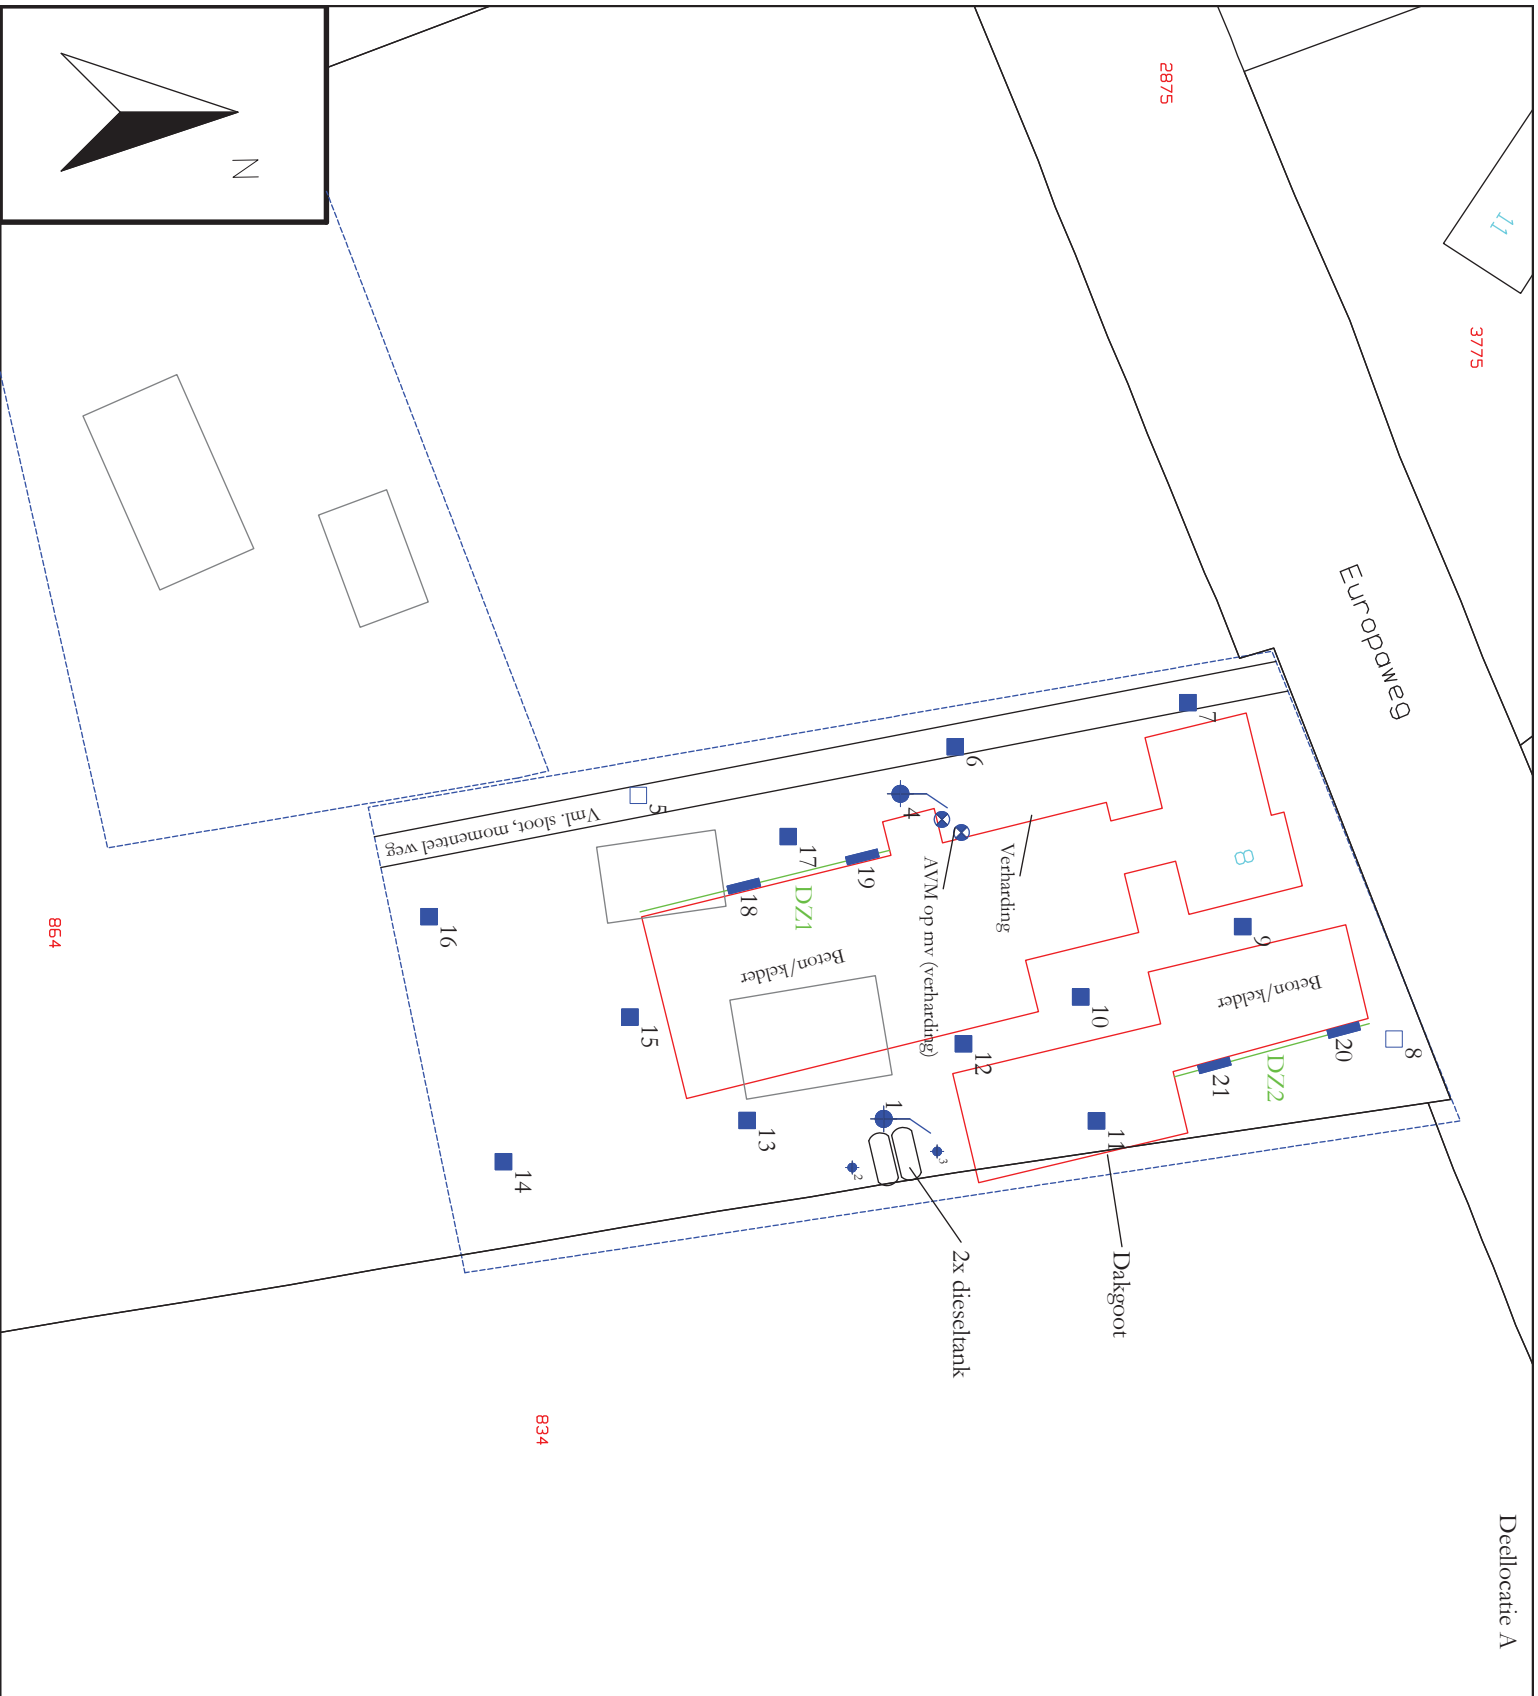 Deellocatie A
Europaweg
11
3775
2875
N
7
6
5
4
8
8
9
20
DZ2
21
10
11
12
Verharding
AVM op mv (verharding)
Beton/kelder
Beton/kelder
Dakgoot
2x dieseltank
1
2
3
17
19
DZ1
18
13
15
14
16
Vml. sloot, momenteel weg
864
834